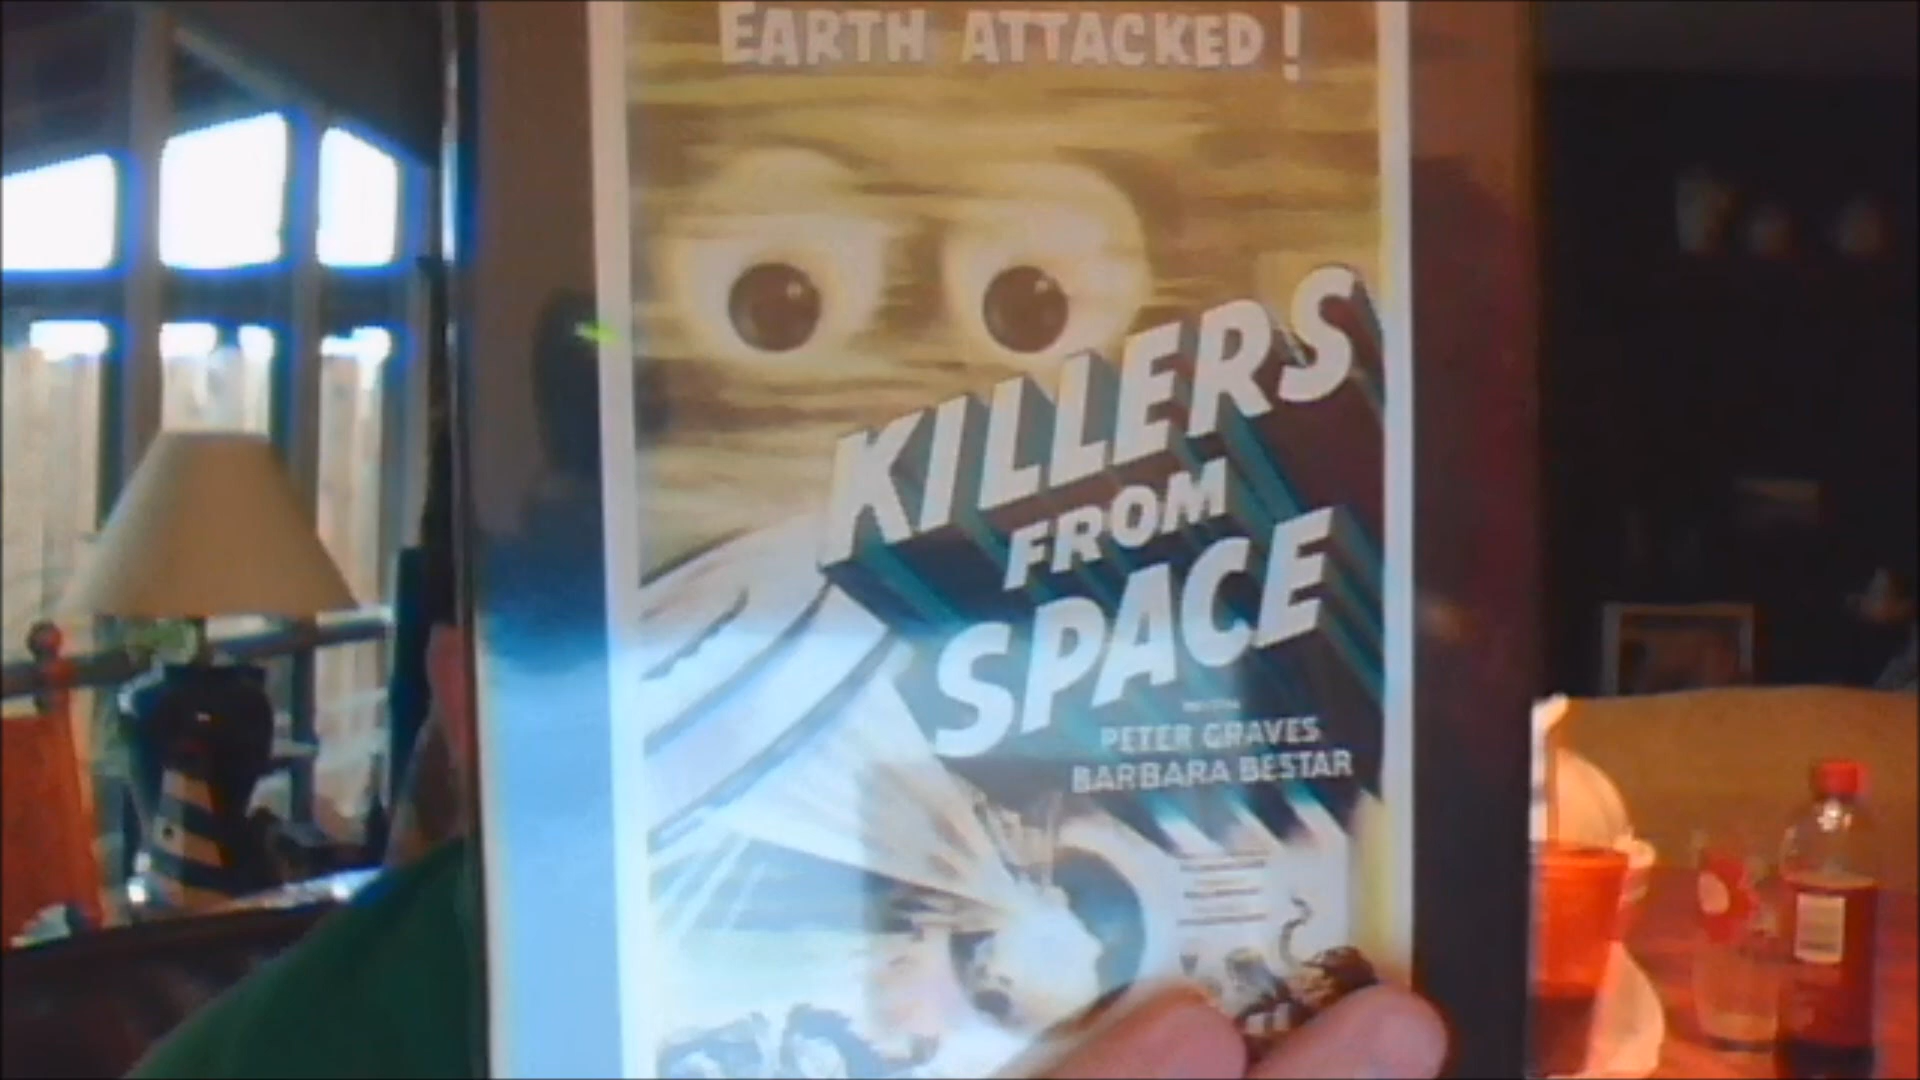 EARTH ATTACKED!
KILLERS
FROM
SPACE
PETER GRAVES
BARBARA BESTAR